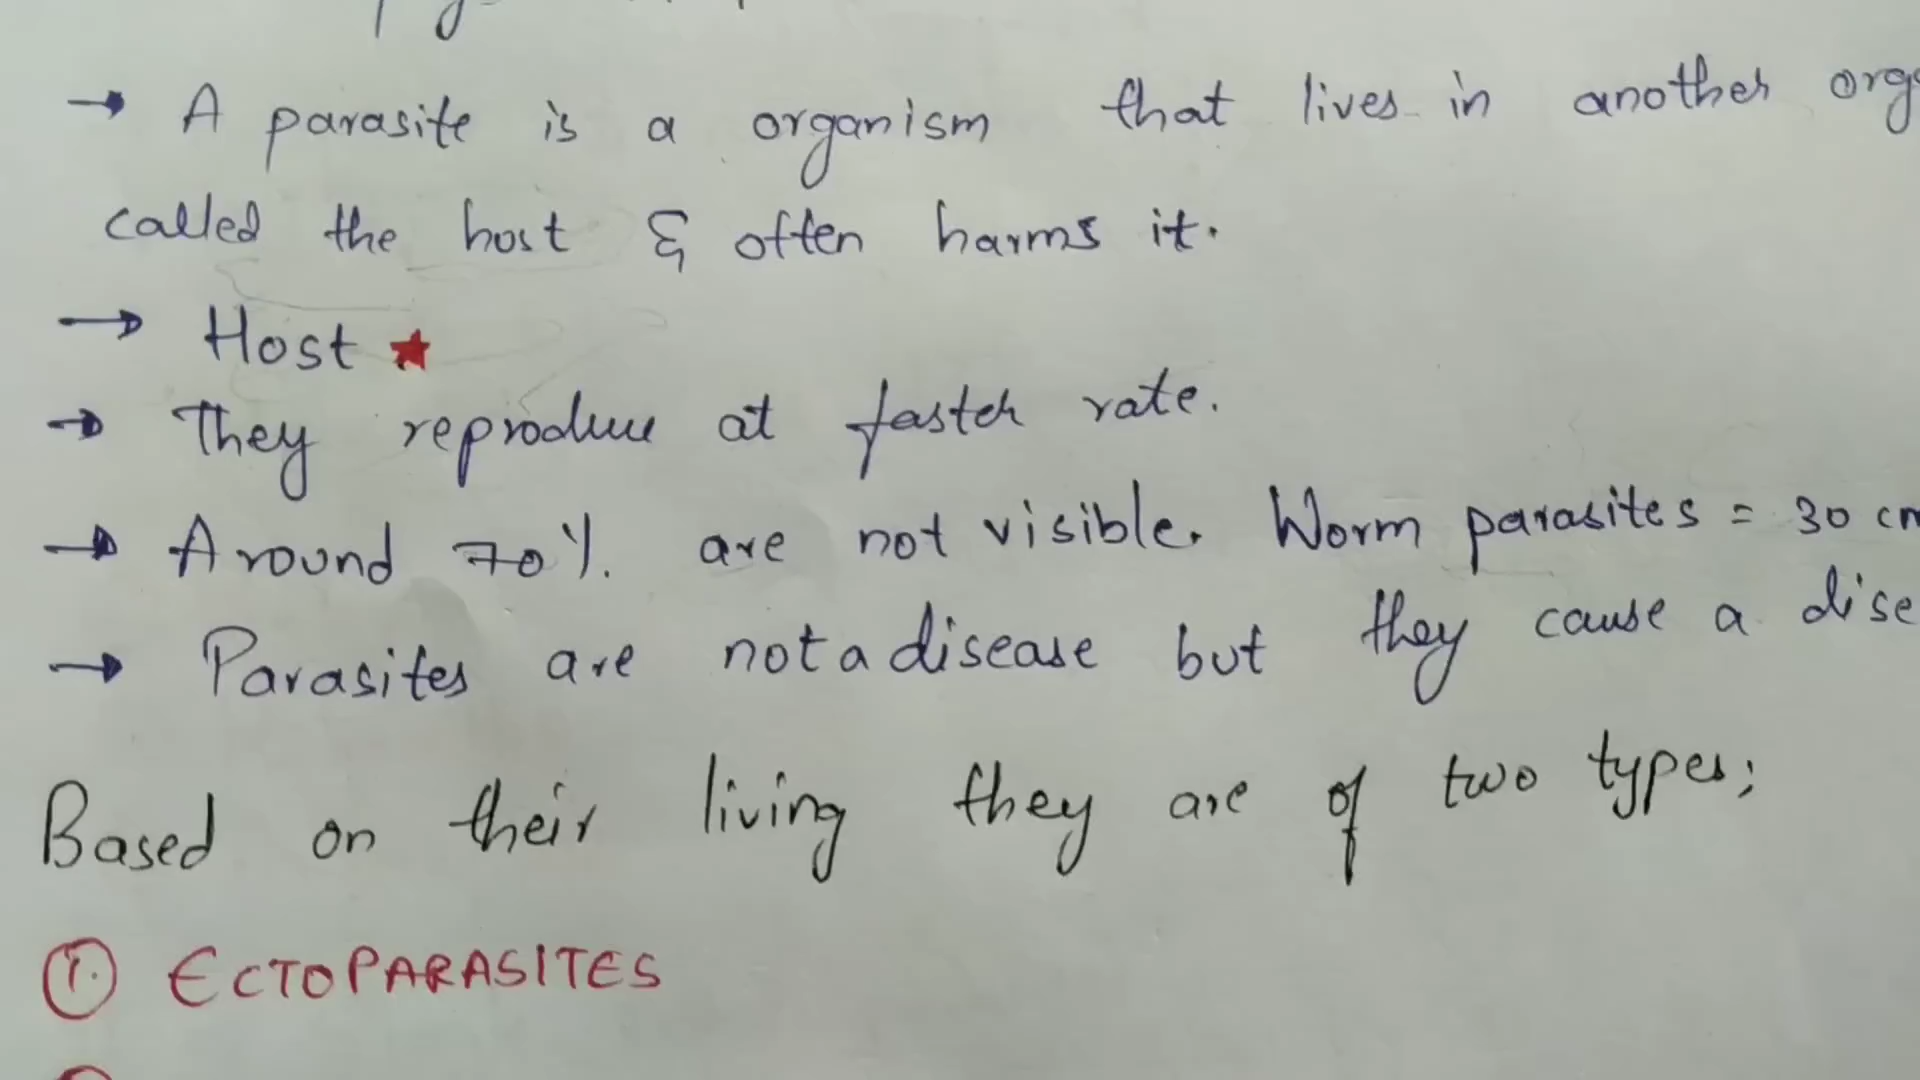 → A parasite is a organism that lives in another
called the host & often harms it.
→ Host ★
→ They reproduce at faster rate.
→ Around 70%. are not visible. Worm parasites = 30 cm
→ Parasites are not a disease but they cause a
Based on their living they are of two types;
1. ECTOPARASITES